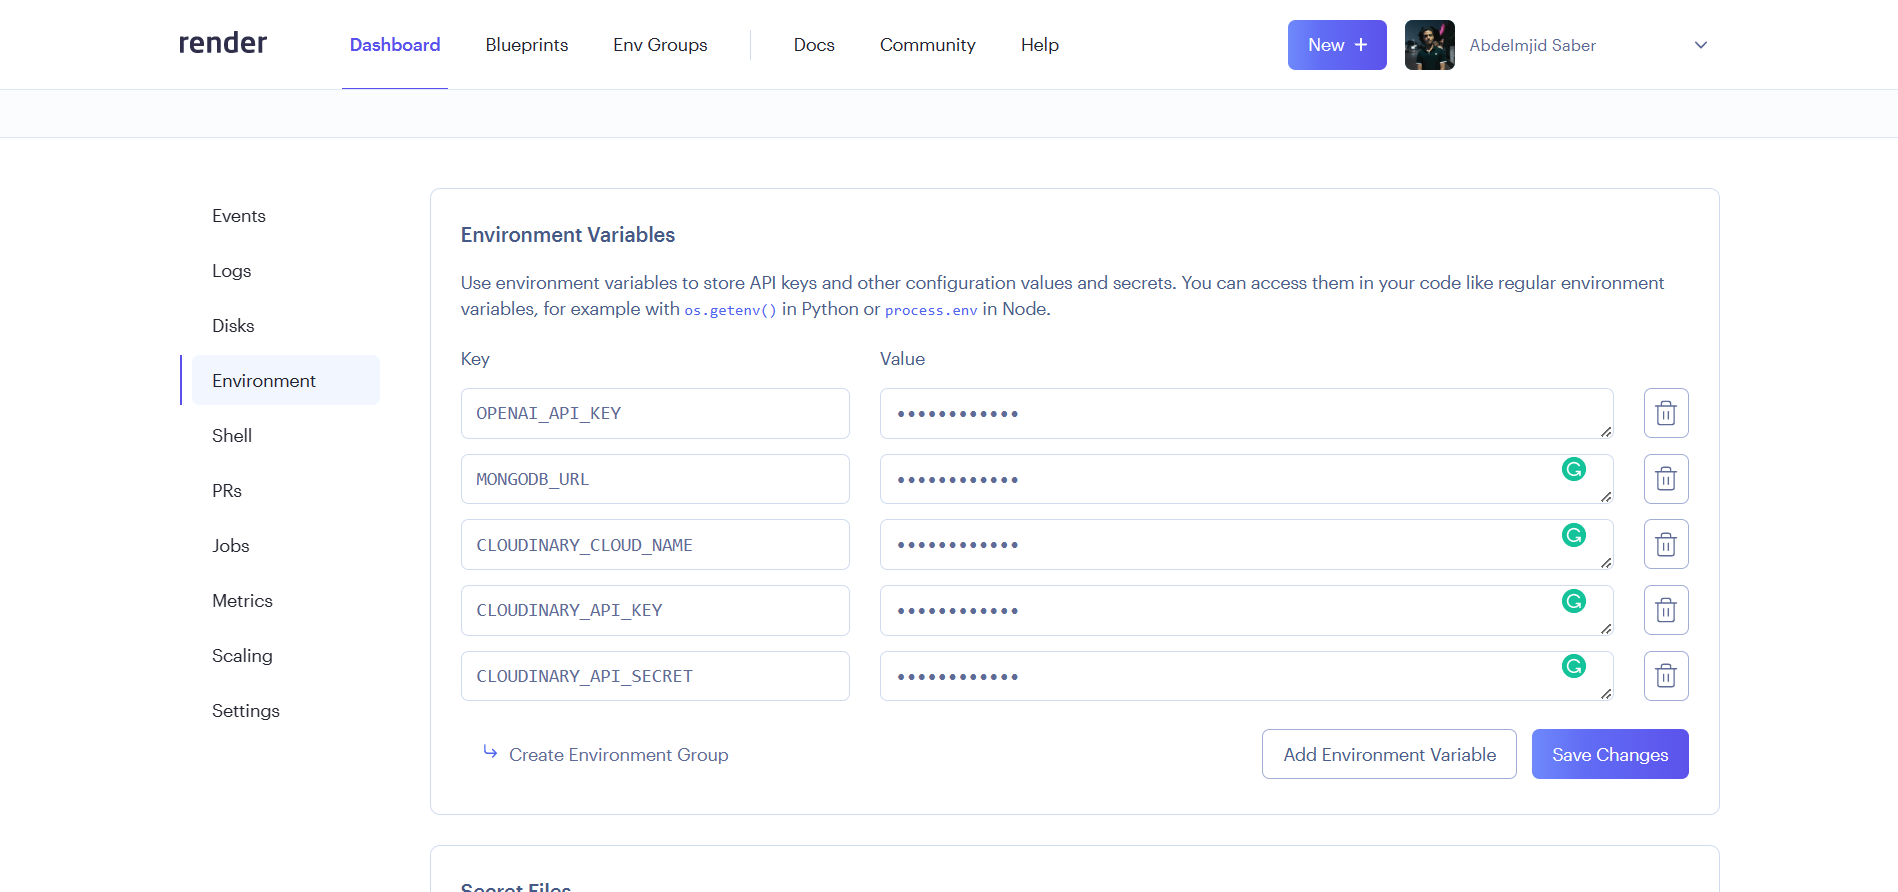 render
Dashboard
Blueprints
Env Groups
Docs
Community
Help
New +
Abdelmjid Saber
Events
Logs
Disks
Environment
Shell
PRs
Jobs
Metrics
Scaling
Settings
Environment Variables
Use environment variables to store API keys and other configuration values and secrets. You can access them in your code like regular environment
variables, for example with os.getenv() in Python or process.env in Node.
Key
Value
OPENAI_API_KEY
••••••••••••
MONGODB_URL
••••••••••••
CLOUDINARY_CLOUD_NAME
••••••••••••
CLOUDINARY_API_KEY
••••••••••••
CLOUDINARY_API_SECRET
••••••••••••
Create Environment Group
Add Environment Variable
Save Changes
Secret Files